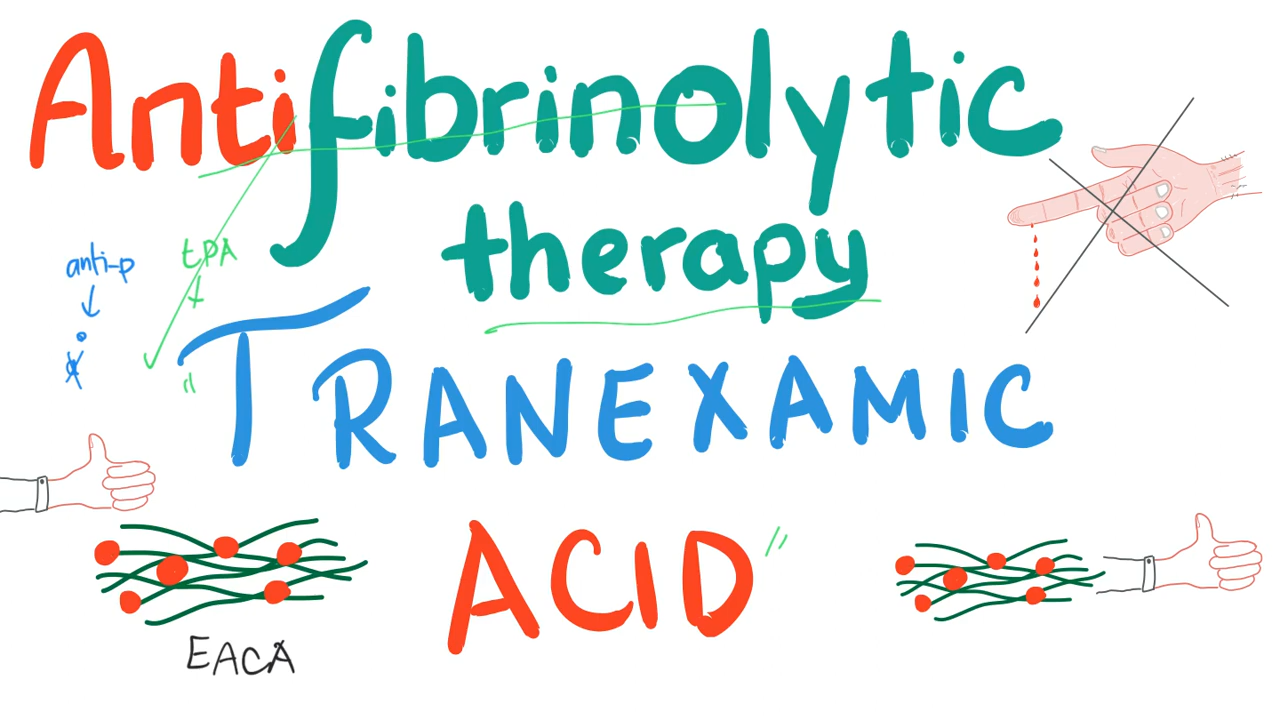 Antifibrinolytic
therapy
anti-p
tPA
+
"TRANEXAMIC
ACID"
EACA